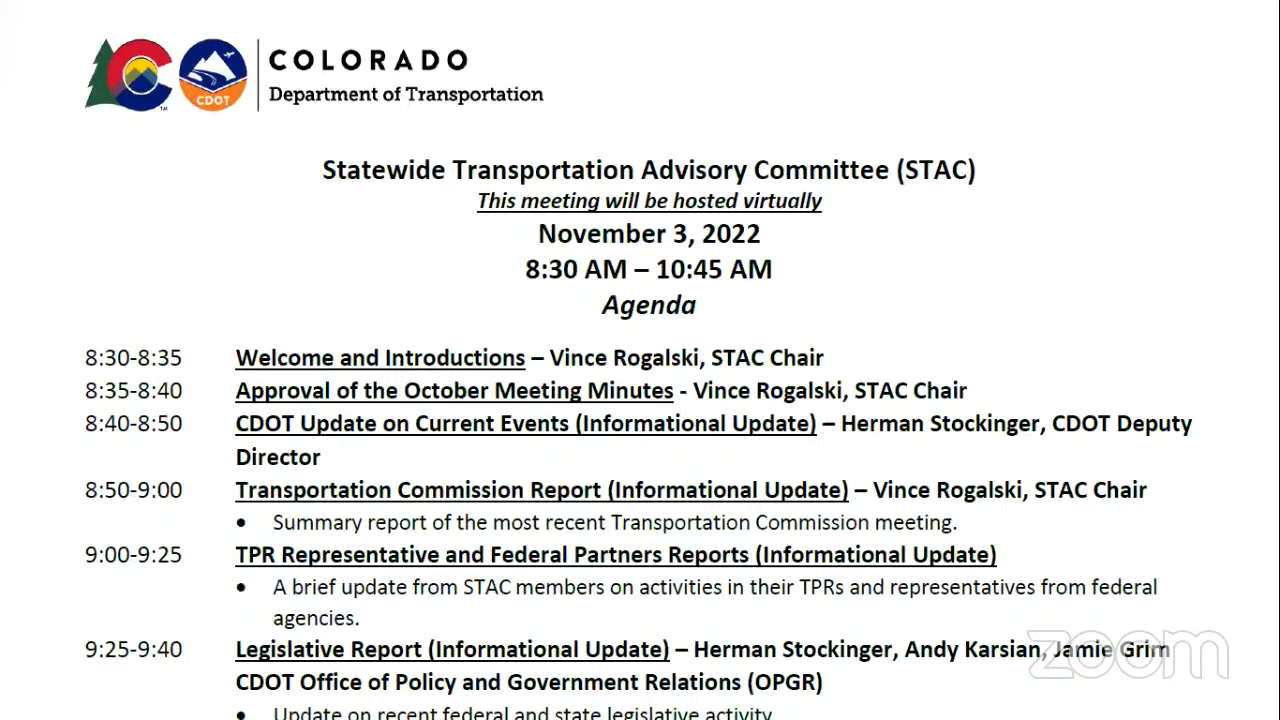 COLORADO
Department of Transportation
CDOT
TM
Statewide Transportation Advisory Committee (STAC)
This meeting will be hosted virtually
November 3, 2022
8:30 AM – 10:45 AM
Agenda
8:30-8:35 Welcome and Introductions – Vince Rogalski, STAC Chair
8:35-8:40 Approval of the October Meeting Minutes - Vince Rogalski, STAC Chair
8:40-8:50 CDOT Update on Current Events (Informational Update) – Herman Stockinger, CDOT Deputy
Director
8:50-9:00 Transportation Commission Report (Informational Update) – Vince Rogalski, STAC Chair
• Summary report of the most recent Transportation Commission meeting.
9:00-9:25 TPR Representative and Federal Partners Reports (Informational Update)
• A brief update from STAC members on activities in their TPRs and representatives from federal
agencies.
9:25-9:40 Legislative Report (Informational Update) – Herman Stockinger, Andy Karsian, Jamie Grim
CDOT Office of Policy and Government Relations (OPGR)
• Update on recent federal and state legislative activity
zoom